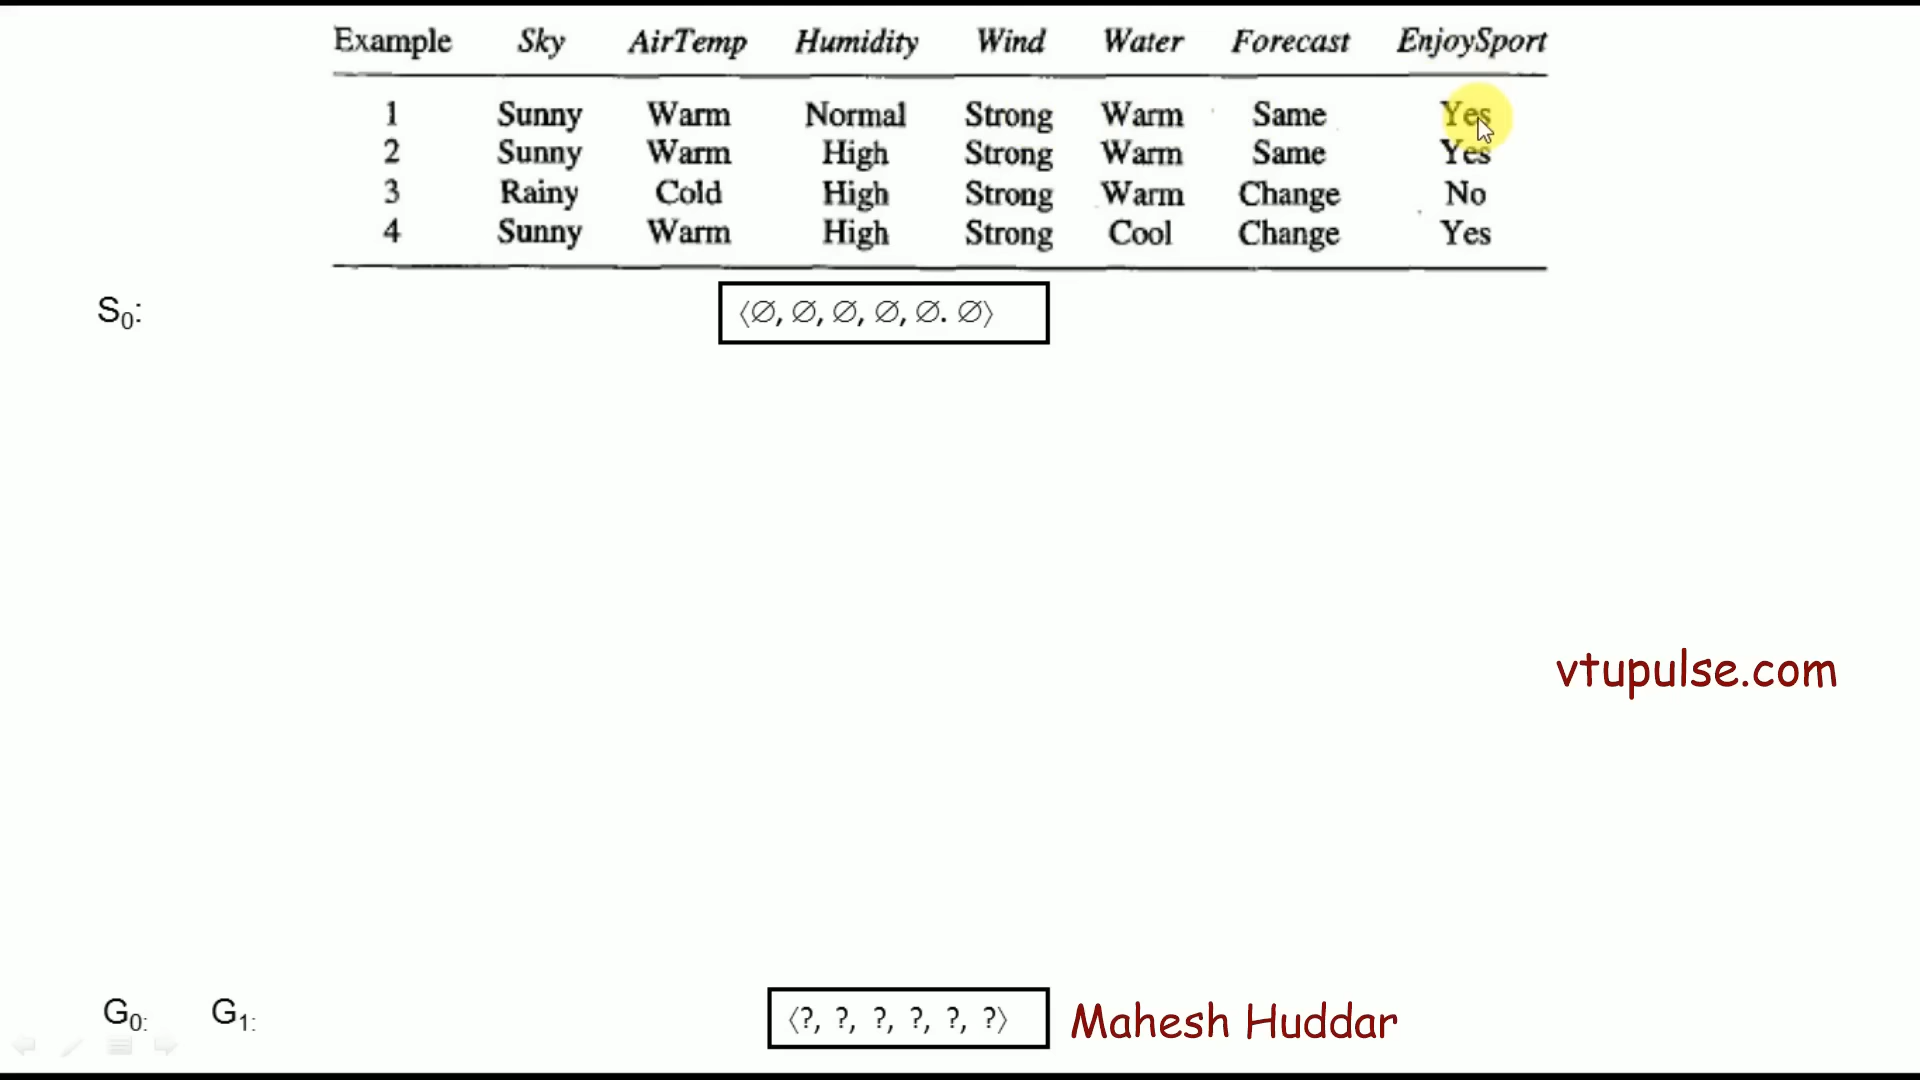 Example Sky AirTemp Humidity Wind Water Forecast EnjoySport
1 Sunny Warm Normal Strong Warm Same Yes
2 Sunny Warm High Strong Warm Same Yes
3 Rainy Cold High Strong Warm Change No
4 Sunny Warm High Strong Cool Change Yes
S₀: ⟨∅, ∅, ∅, ∅, ∅. ∅⟩
vtupulse.com
G₀: G₁: ⟨?, ?, ?, ?, ?, ?⟩ Mahesh Huddar